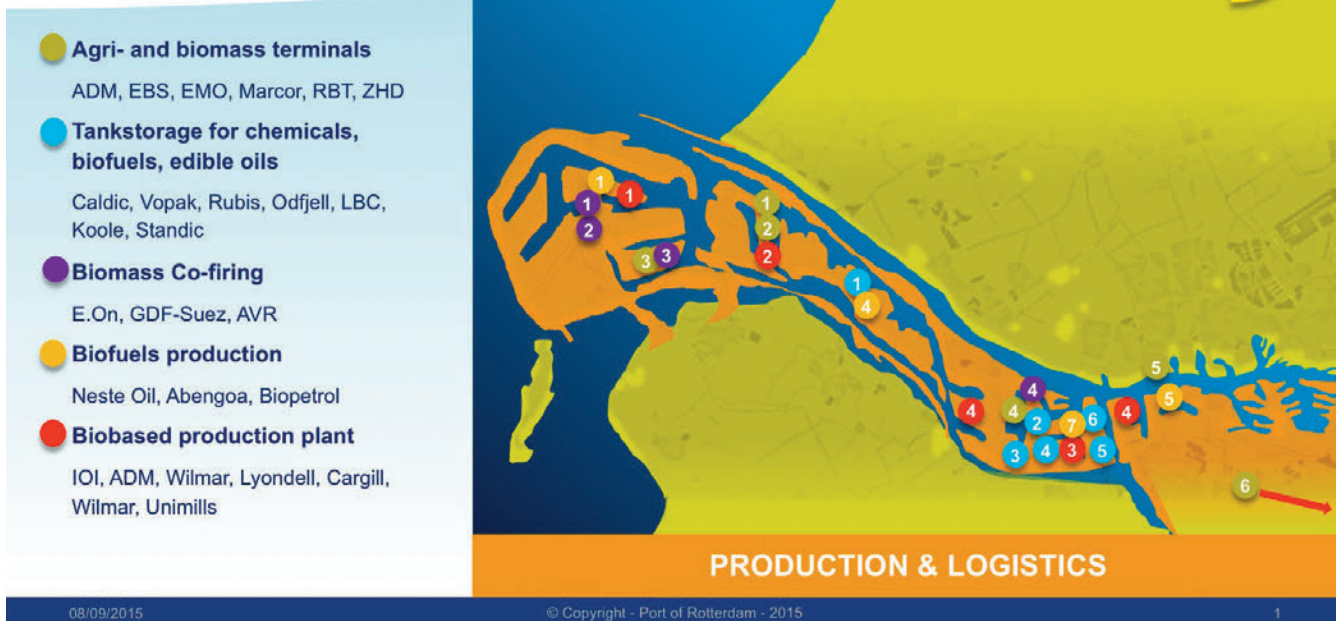 Agri- and biomass terminals
ADM, EBS, EMO, Marcor, RBT, ZHD
Tankstorage for chemicals,
biofuels, edible oils
Caldic, Vopak, Rubis, Odfjell, LBC,
Koole, Standic
Biomass Co-firing
E.On, GDF-Suez, AVR
Biofuels production
Neste Oil, Abengoa, Biopetrol
Biobased production plant
IOI, ADM, Wilmar, Lyondell, Cargill,
Wilmar, Unimills
1
1
1
2
3
3
1
2
2
1
4
4
4
4
2
7
6
3
4
3
5
4
5
5
6
PRODUCTION & LOGISTICS
08/09/2015
© Copyright - Port of Rotterdam - 2015
1